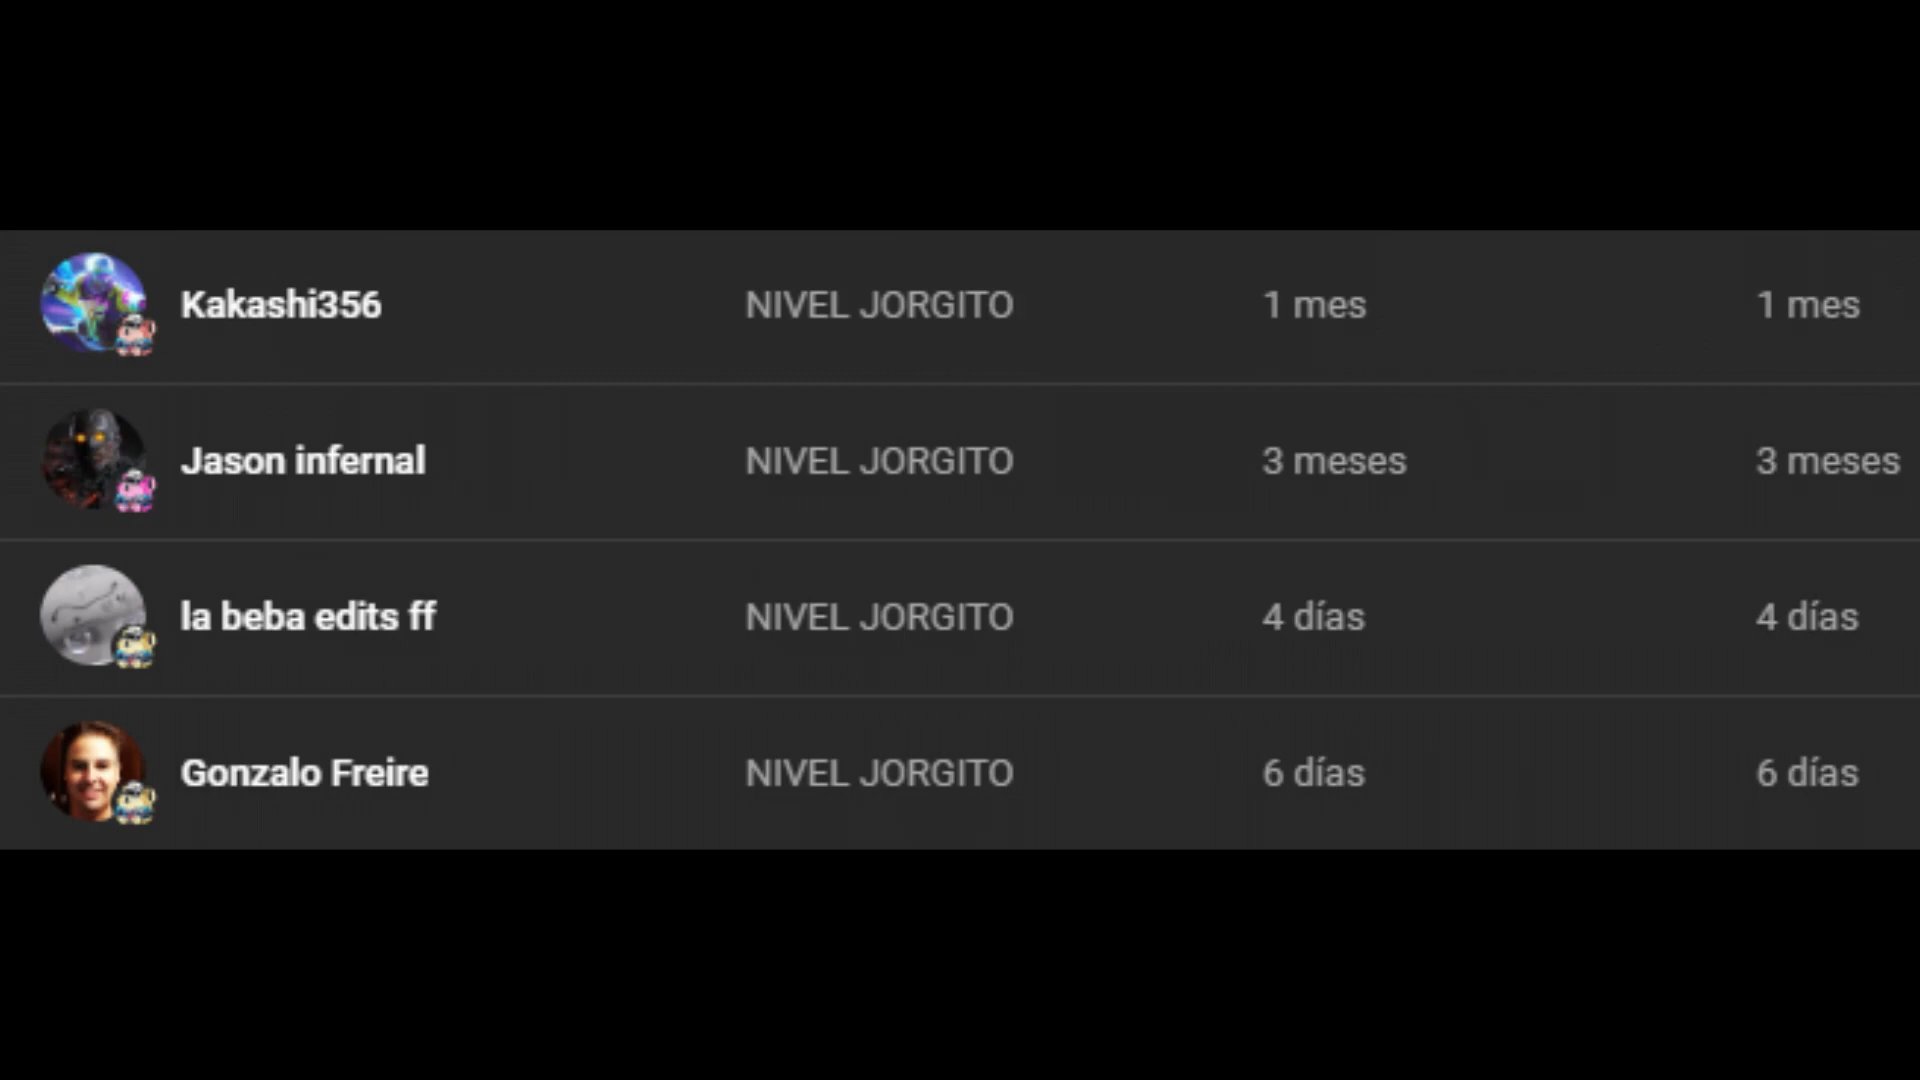 Kakashi356 NIVEL JORGITO 1 mes 1 mes
Jason infernal NIVEL JORGITO 3 meses 3 meses
la beba edits ff NIVEL JORGITO 4 días 4 días
Gonzalo Freire NIVEL JORGITO 6 días 6 días